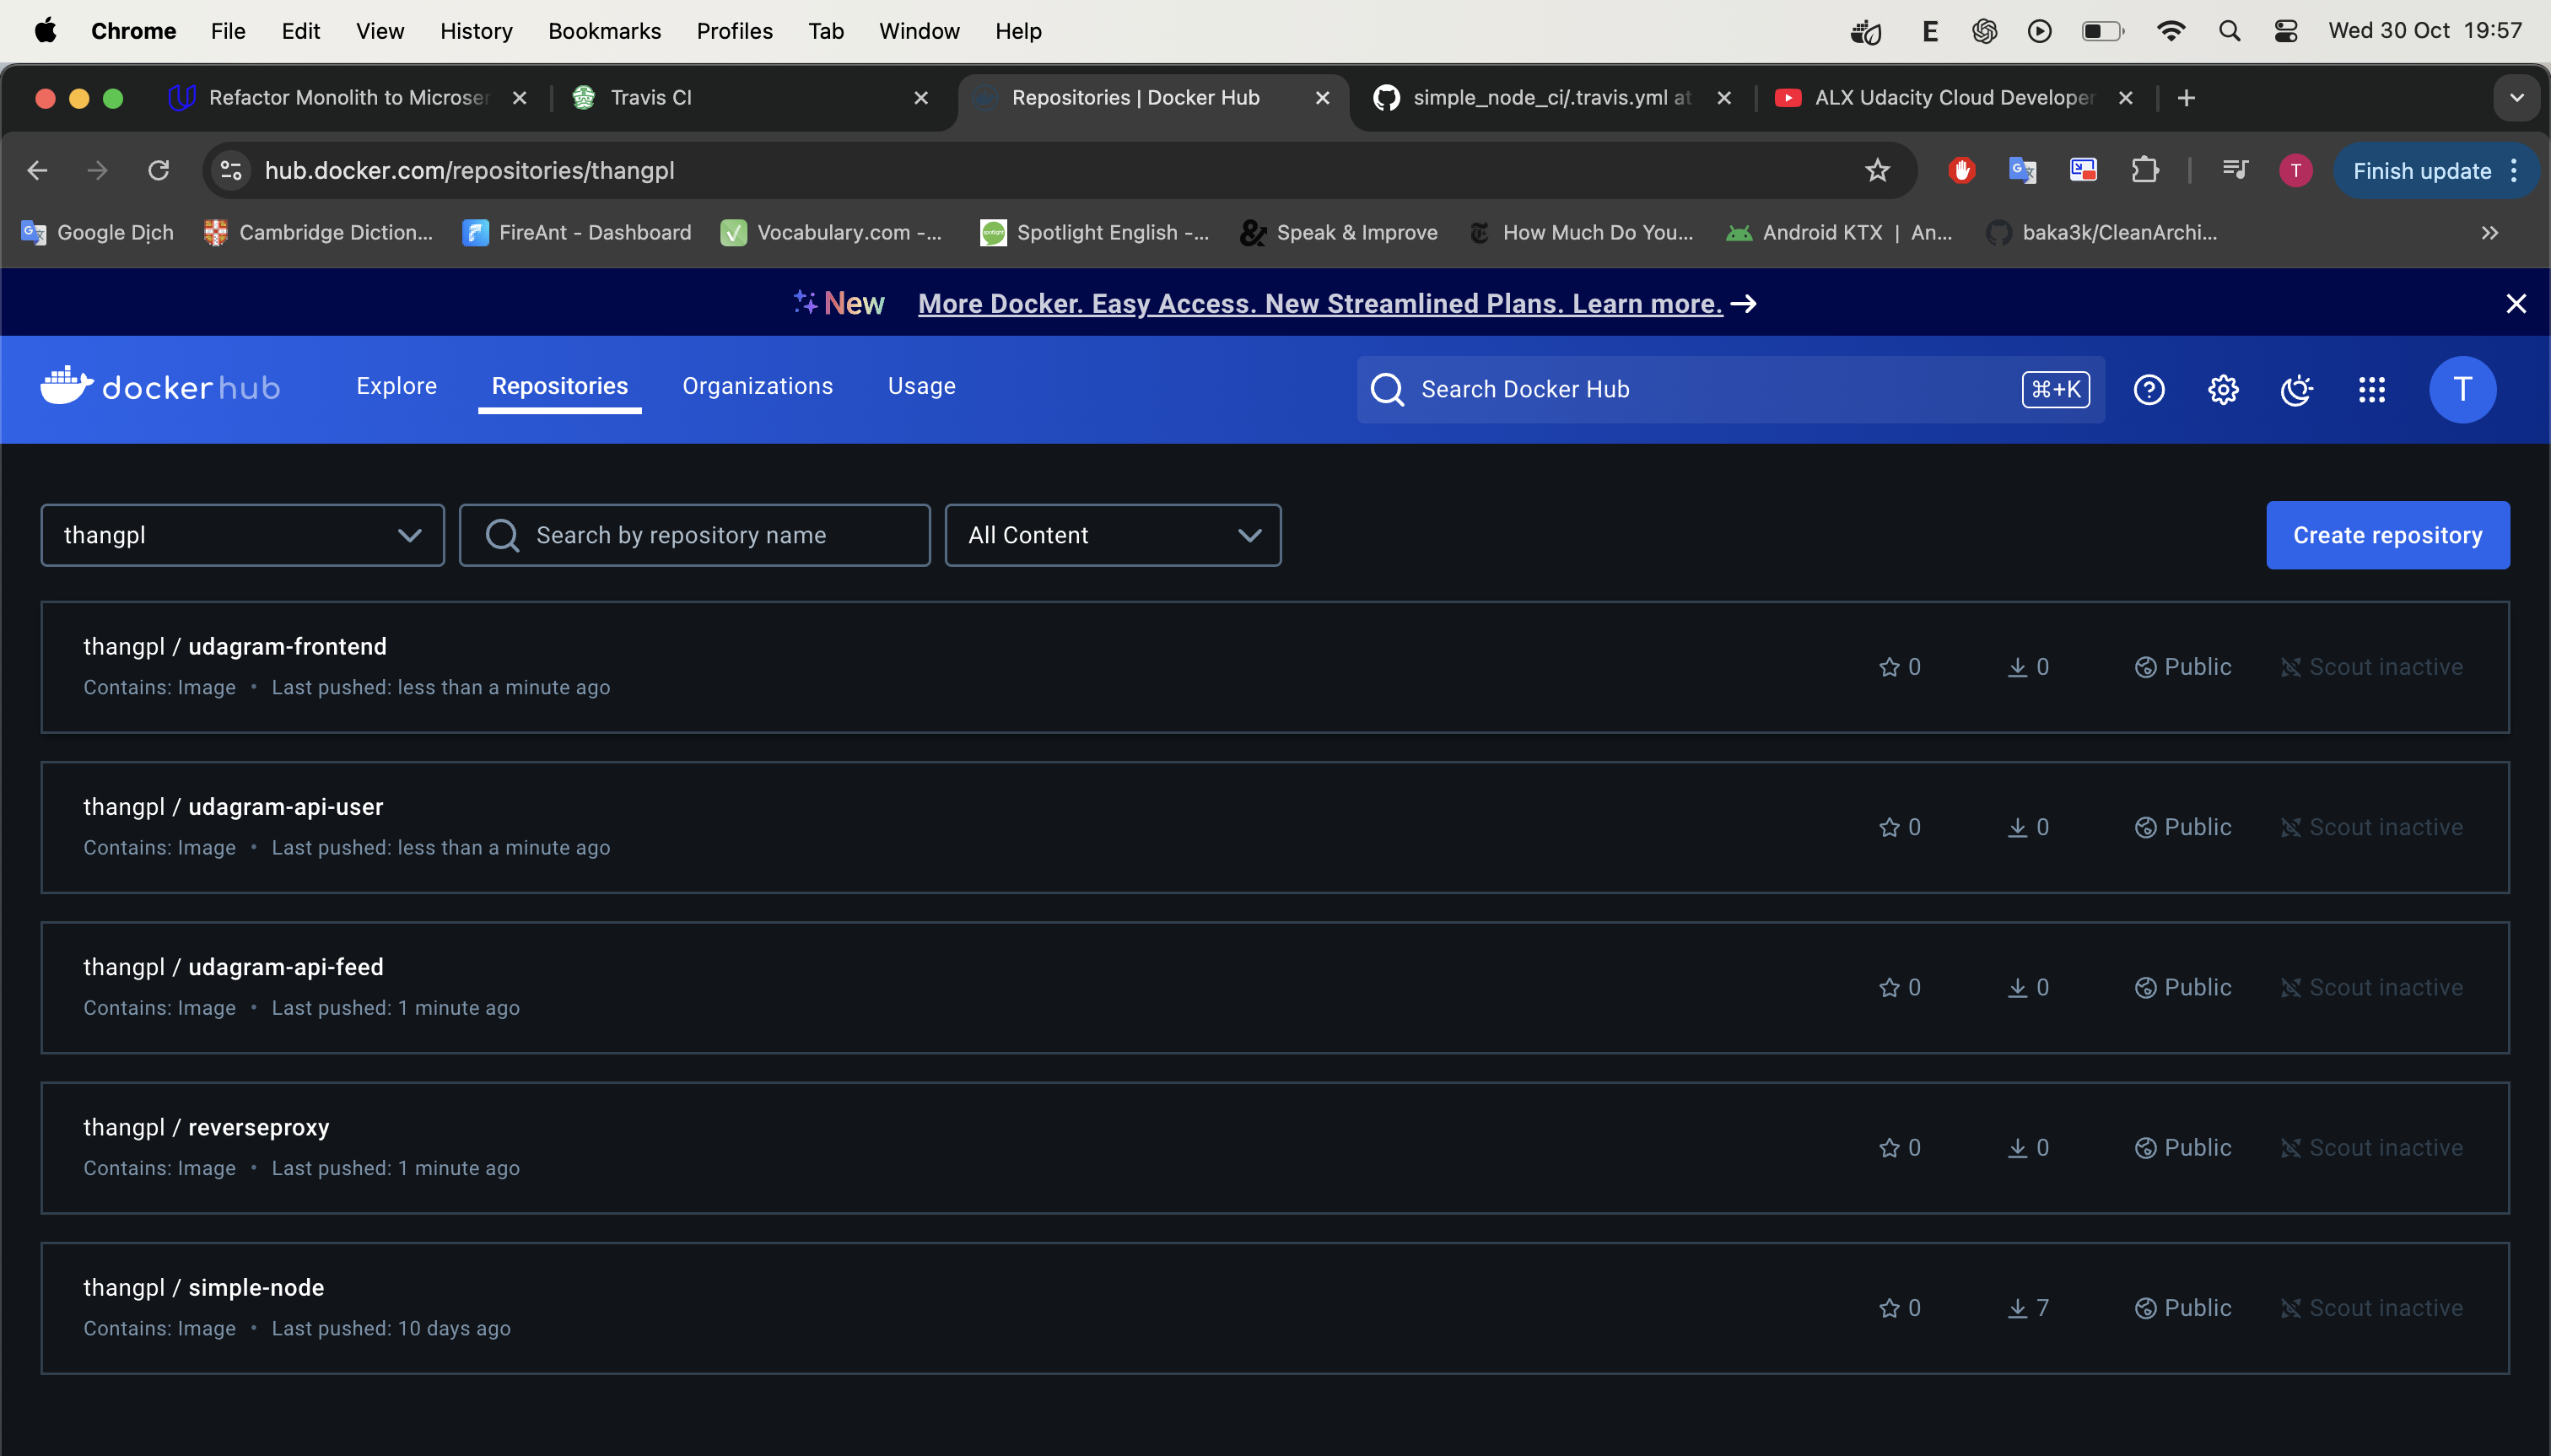 Chrome File Edit View History Bookmarks Profiles Tab Window Help E Wed 30 Oct 19:57
Refactor Monolith to Microser Travis CI Repositories | Docker Hub simple_node_ci/.travis.yml at ALX Udacity Cloud Developer
hub.docker.com/repositories/thangpl T Finish update
Google Dịch Cambridge Diction... FireAnt - Dashboard Vocabulary.com -... Spotlight English -... Speak & Improve How Much Do You... Android KTX | An... baka3k/CleanArchi...
New More Docker. Easy Access. New Streamlined Plans. Learn more.
docker hub Explore Repositories Organizations Usage Search Docker Hub ⌘+K T
thangpl Search by repository name All Content Create repository
thangpl / udagram-frontend
Contains: Image • Last pushed: less than a minute ago
0 0 Public Scout inactive
thangpl / udagram-api-user
Contains: Image • Last pushed: less than a minute ago
0 0 Public Scout inactive
thangpl / udagram-api-feed
Contains: Image • Last pushed: 1 minute ago
0 0 Public Scout inactive
thangpl / reverseproxy
Contains: Image • Last pushed: 1 minute ago
0 0 Public Scout inactive
thangpl / simple-node
Contains: Image • Last pushed: 10 days ago
0 7 Public Scout inactive